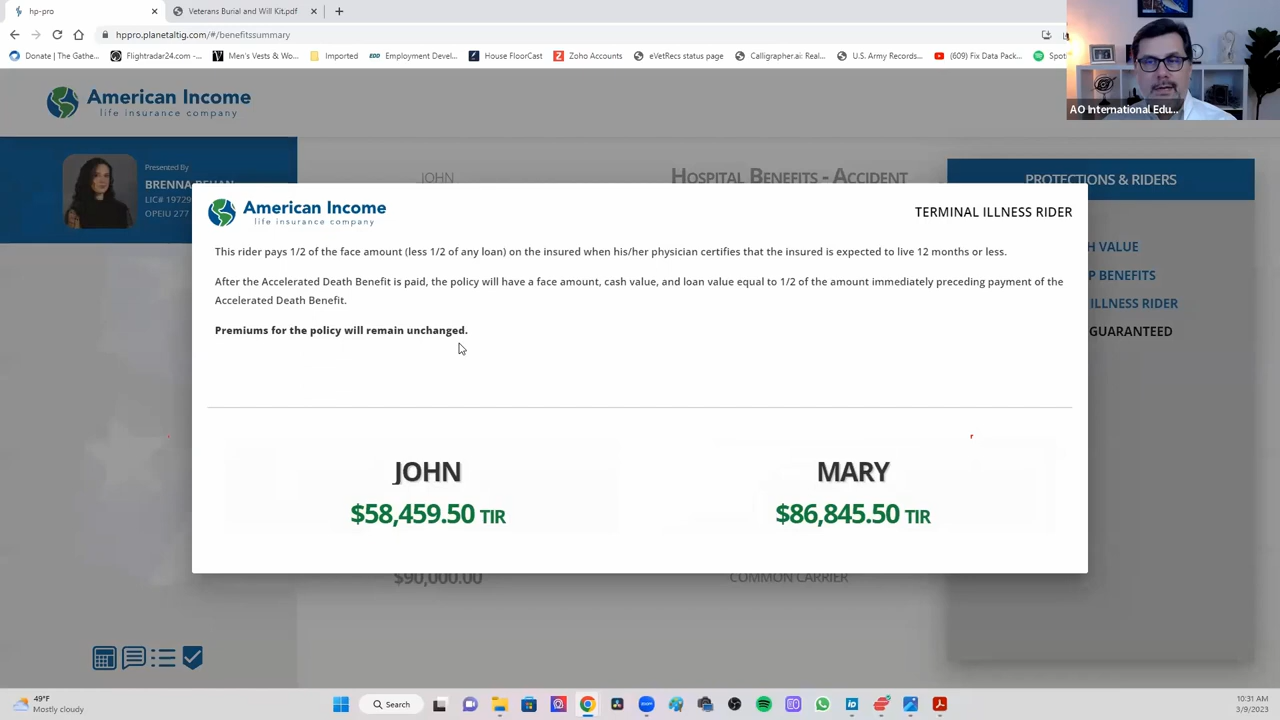 hp-pro
Veterans Burial and Will Kit.pdf
hppro.planetaltig.com/#/benefitssummary
Donate | The Gathe...
Flightradar24.com -...
Men's Vests & Wo...
Imported
EDD Employment Devel...
House FloorCast
Zoho Accounts
eVetRecs status page
Calligrapher.ai: Real...
U.S. Army Records...
(609) Fix Data Pack...
AO International Edu...
American Income
life insurance company
Presented By
BRENNA BEHAN
LIC# 19729
OPEIU 277
JOHN
HOSPITAL BENEFITS - ACCIDENT
PROTECTIONS & RIDERS
H VALUE
P BENEFITS
ILLNESS RIDER
GUARANTEED
American Income
life insurance company
TERMINAL ILLNESS RIDER
This rider pays 1/2 of the face amount (less 1/2 of any loan) on the insured when his/her physician certifies that the insured is expected to live 12 months or less.
After the Accelerated Death Benefit is paid, the policy will have a face amount, cash value, and loan value equal to 1/2 of the amount immediately preceding payment of the
Accelerated Death Benefit.
Premiums for the policy will remain unchanged.
JOHN
$58,459.50 TIR
MARY
$86,845.50 TIR
$90,000.00
COMMON CARRIER
49°F
Mostly cloudy
Search
10:31 AM
3/9/2023